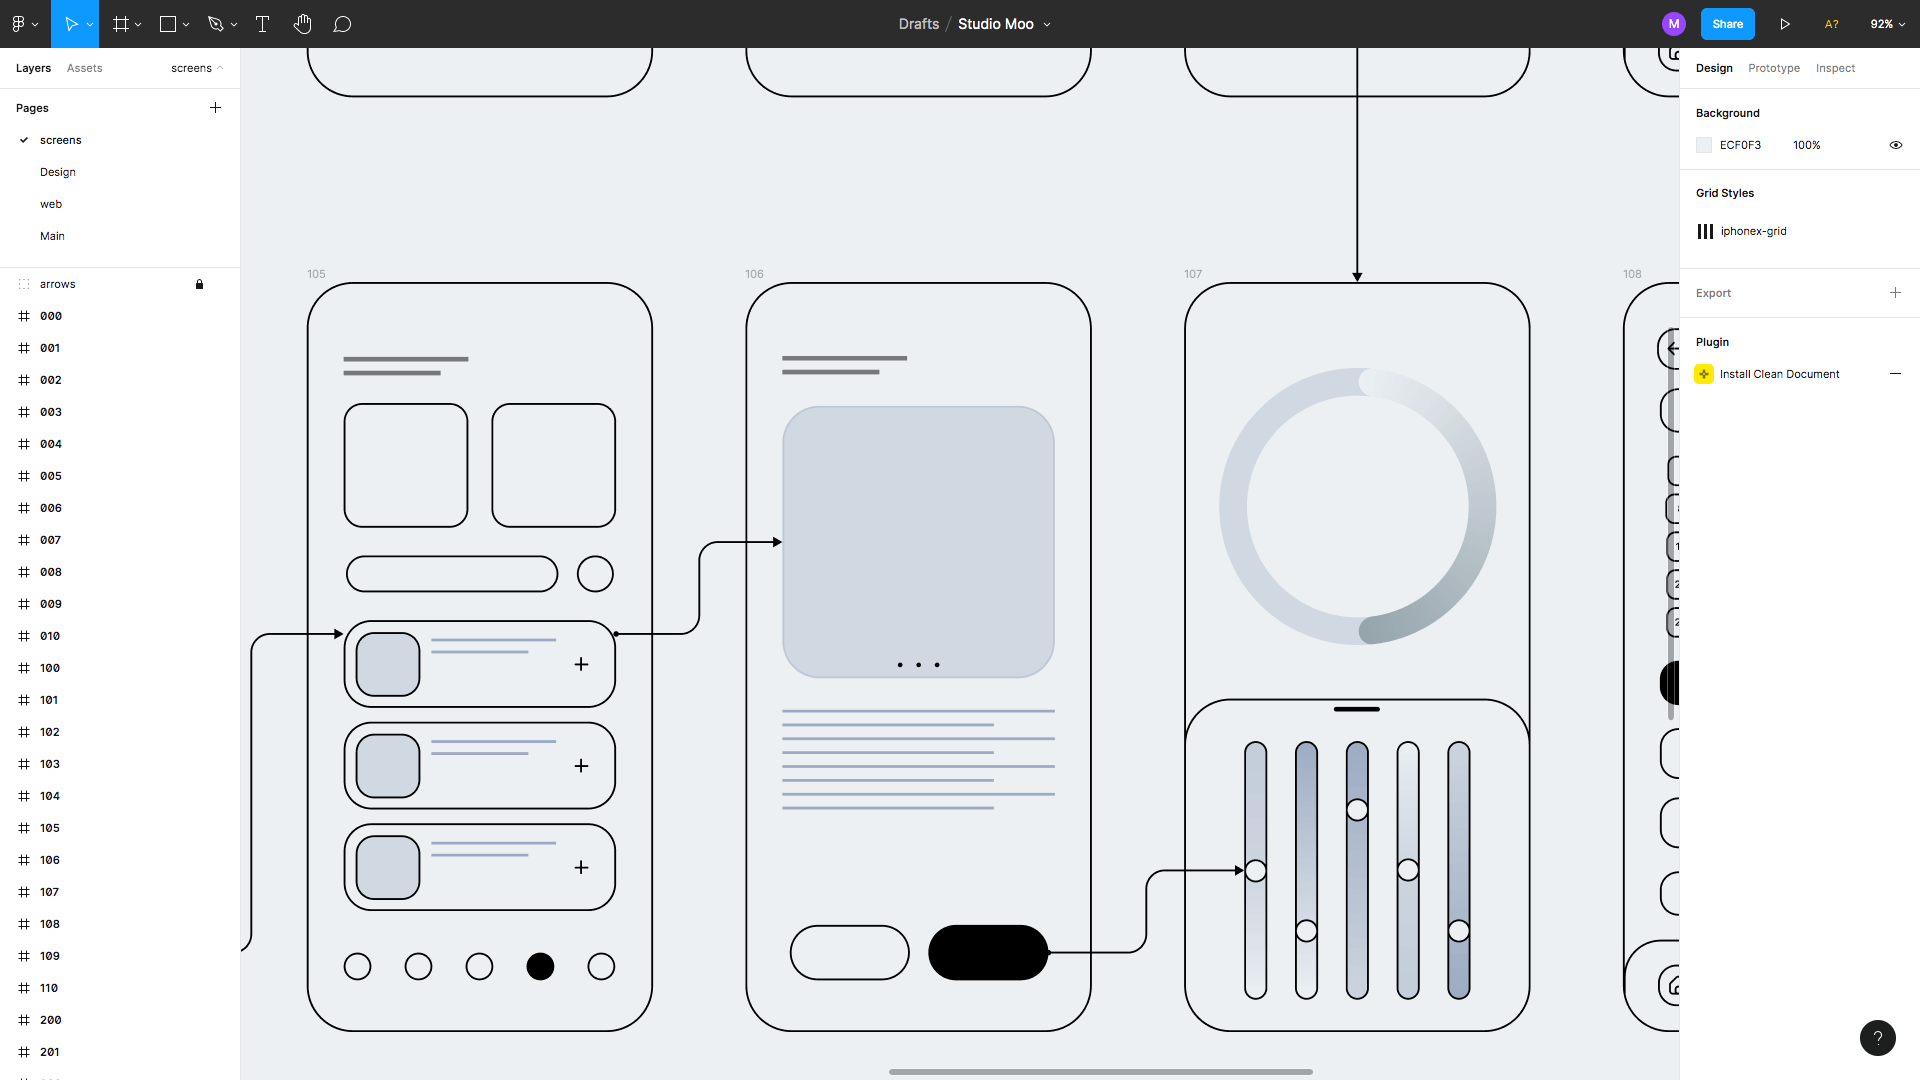 Drafts / Studio Moo
M
Share
A?
92%
Layers
Assets
screens
Pages
screens
Design
web
Main
arrows
000
001
002
003
004
005
006
007
008
009
010
100
101
102
103
104
105
106
107
108
109
110
200
201
105
106
107
108
Design
Prototype
Inspect
Background
ECF0F3
100%
Grid Styles
iphonex-grid
Export
Plugin
Install Clean Document
?